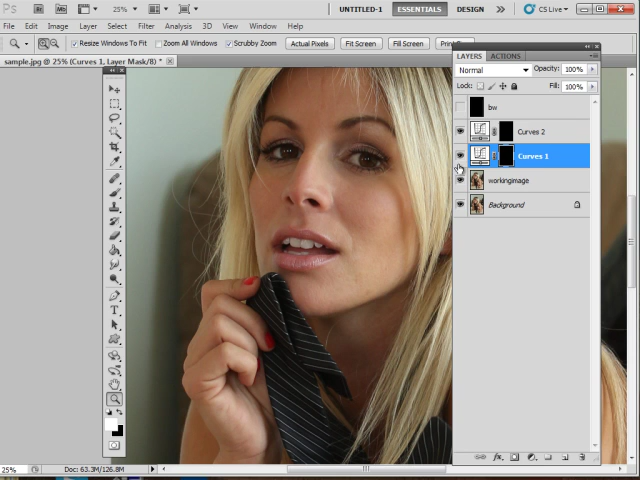 Ps Br Mb 25% UNTITLED-1 ESSENTIALS DESIGN CS Live
File Edit Image Layer Select Filter Analysis 3D View Window Help
Resize Windows To Fit Zoom All Windows Scrubby Zoom Actual Pixels Fit Screen Fill Screen
sample.jpg @ 25% (Curves 1, Layer Mask/8) *
LAYERS ACTIONS
Normal Opacity: 100%
Lock: Fill: 100%
bw
Curves 2
Curves 1
workingimage
Background
T
fx
25% Doc: 63.3M/126.8M